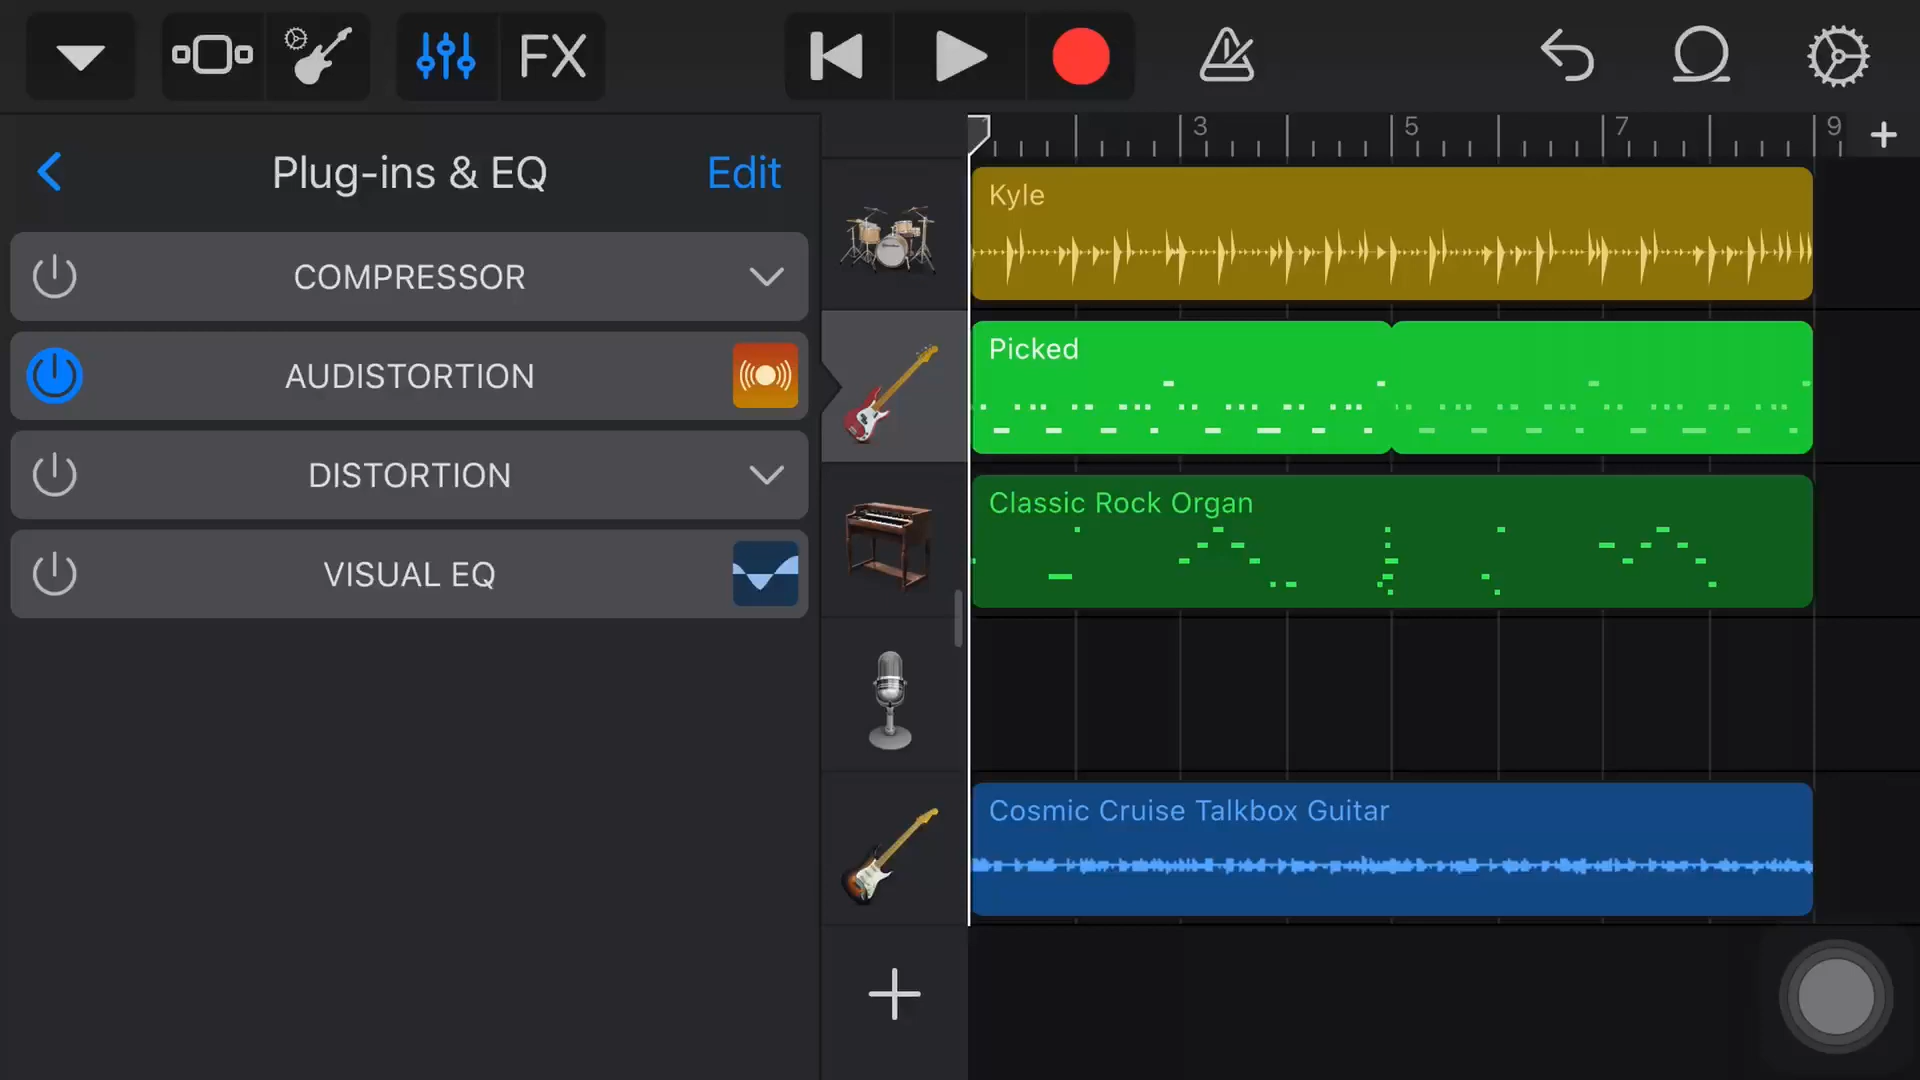 FX
Plug-ins & EQ
Edit
3
5
7
9
COMPRESSOR
AUDISTORTION
DISTORTION
VISUAL EQ
Kyle
Picked
Classic Rock Organ
Cosmic Cruise Talkbox Guitar